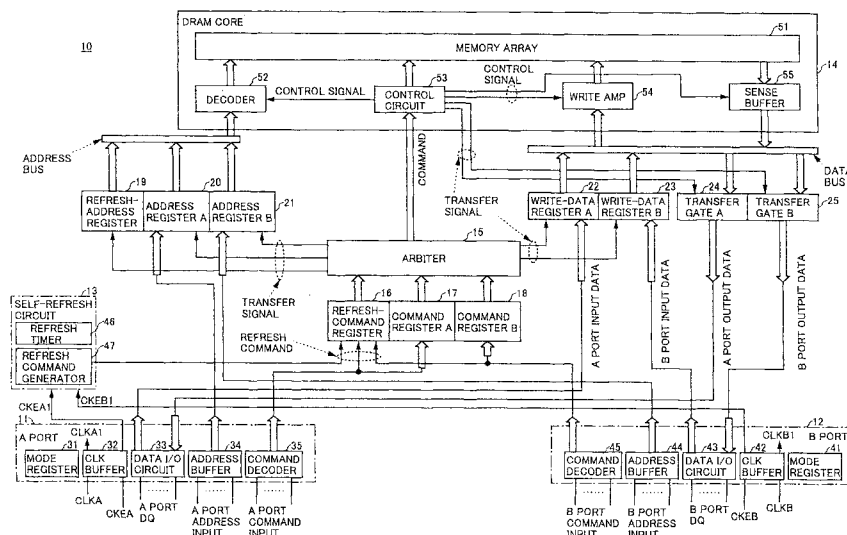 DRAM CORE
51
10
MEMORY ARRAY
14
52
53
CONTROL SIGNAL
55
DECODER
CONTROL SIGNAL
CONTROL CIRCUIT
WRITE AMP
54
SENSE BUFFER
ADDRESS BUS
COMMAND
DATA BUS
19
20
21
22
23
24
25
REFRESH-ADDRESS REGISTER
ADDRESS REGISTER A
ADDRESS REGISTER B
TRANSFER SIGNAL
WRITE-DATA REGISTER A
WRITE-DATA REGISTER B
TRANSFER GATE A
TRANSFER GATE B
15
ARBITER
TRANSFER SIGNAL
16
17
18
REFRESH-COMMAND REGISTER
COMMAND REGISTER A
COMMAND REGISTER B
REFRESH COMMAND
A PORT INPUT DATA
B PORT INPUT DATA
A PORT OUTPUT DATA
B PORT OUTPUT DATA
13
SELF-REFRESH CIRCUIT
46
REFRESH TIMER
47
REFRESH COMMAND GENERATOR
CKEA1
CKEB1
11
A PORT
CLKA1
31
32
33
34
35
MODE REGISTER
CLK BUFFER
DATA I/O CIRCUIT
ADDRESS BUFFER
COMMAND DECODER
CLKA
CKEA
A PORT DQ
A PORT ADDRESS INPUT
A PORT COMMAND INPUT
12
B PORT
CLKB1
45
44
43
42
41
COMMAND DECODER
ADDRESS BUFFER
DATA I/O CIRCUIT
CLK BUFFER
MODE REGISTER
B PORT COMMAND INPUT
B PORT ADDRESS INPUT
B PORT DQ
CKEB
CLKB